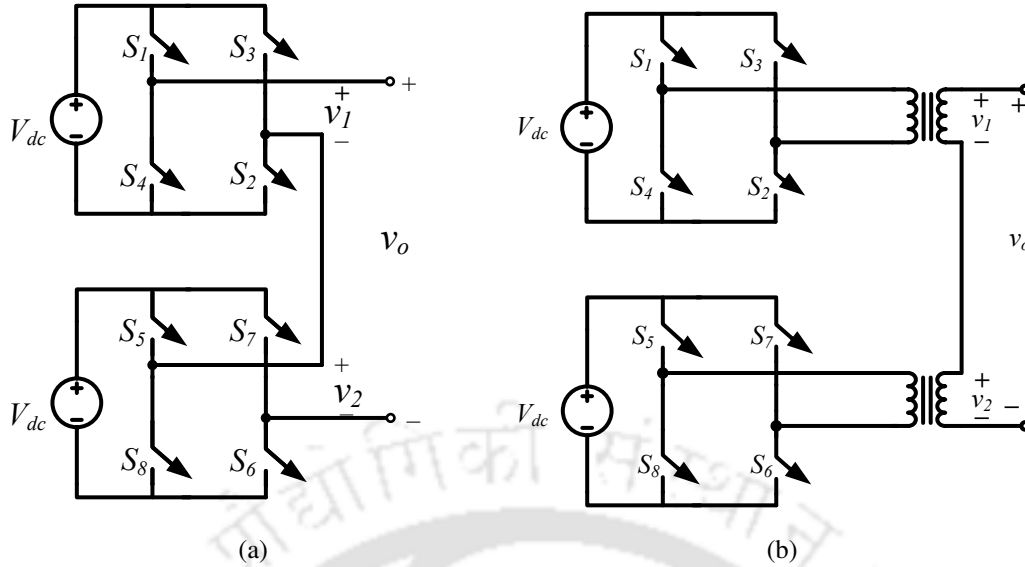 S1 S3
+
Vdc + − v1 + −
S4 S2
vo
S5 S7
+
Vdc + − v2 + −
S8 S6
−
(a)
S1 S3
Vdc + − v1 + − +
S4 S2
vo
S5 S7
Vdc + − v2 + − −
S8 S6
(b)